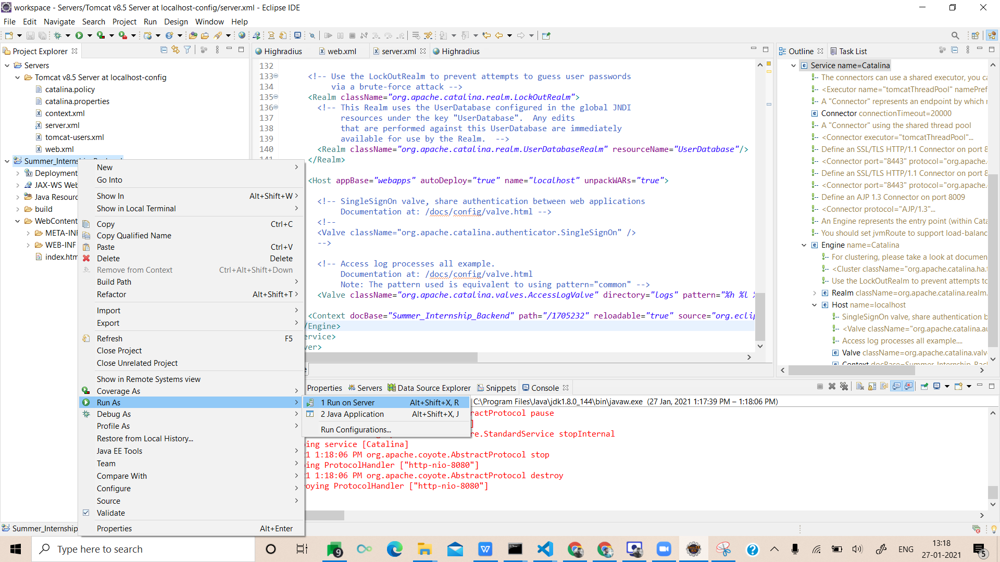 workspace - Servers/Tomcat v8.5 Server at localhost-config/server.xml - Eclipse IDE
File Edit Navigate Search Project Run Design Window Help
Project Explorer
Servers
Tomcat v8.5 Server at localhost-config
catalina.policy
catalina.properties
context.xml
server.xml
tomcat-users.xml
web.xml
Summer_Interns
Deployment
JAX-WS Web
Java Resourc
build
WebContent
META-INF
WEB-INF
index.htm
New
Go Into
Show In Alt+Shift+W
Show in Local Terminal
Copy Ctrl+C
Copy Qualified Name
Paste Ctrl+V
Delete Delete
Remove from Context Ctrl+Alt+Shift+Down
Build Path
Refactor Alt+Shift+T
Import
Export
Refresh F5
Close Project
Close Unrelated Project
Show in Remote Systems view
Coverage As
Run As
Debug As
Profile As
Restore from Local History...
Java EE Tools
Team
Compare With
Configure
Source
Validate
Properties Alt+Enter
1 Run on Server Alt+Shift+X, R
2 Java Application Alt+Shift+X, J
Run Configurations...
Highradius web.xml server.xml Highradius
132
133 <!-- Use the LockOutRealm to prevent attempts to guess user passwords
134 via a brute-force attack -->
135 <Realm className="org.apache.catalina.realm.LockOutRealm">
136 <!-- This Realm uses the UserDatabase configured in the global JNDI
137 resources under the key "UserDatabase". Any edits
138 that are performed against this UserDatabase are immediately
139 available for use by the Realm. -->
140 <Realm className="org.apache.catalina.realm.UserDatabaseRealm" resourceName="UserDatabase"/>
141 </Realm>
<Host appBase="webapps" autoDeploy="true" name="localhost" unpackWARs="true">
<!-- SingleSignOn valve, share authentication between web applications
Documentation at: /docs/config/valve.html -->
<!--
<Valve className="org.apache.catalina.authenticator.SingleSignOn" />
-->
<!-- Access log processes all example.
Documentation at: /docs/config/valve.html
Note: The pattern used is equivalent to using pattern="common" -->
<Valve className="org.apache.catalina.valves.AccessLogValve" directory="logs" pattern="%h %l
<Context docBase="Summer_Internship_Backend" path="/1705232" reloadable="true" source="org.eclip
/Engine>
ervice>
ver>
Outline Task List
Service name=Catalina
The connectors can use a shared executor, you ca
<Executor name="tomcatThreadPool" namePref
A "Connector" represents an endpoint by which r
Connector connectionTimeout=20000
A "Connector" using the shared thread pool
<Connector executor="tomcatThreadPool"...
Define an SSL/TLS HTTP/1.1 Connector on port 8
<Connector port="8443" protocol="org.apache.
Define an SSL/TLS HTTP/1.1 Connector on port 8
<Connector port="8443" protocol="org.apache.
Define an AJP 1.3 Connector on port 8009
<Connector protocol="AJP/1.3"...
An Engine represents the entry point (within Cata
You should set jvmRoute to support load-balanc
Engine name=Catalina
For clustering, please take a look at documen
<Cluster className="org.apache.catalina.ha.t
Use the LockOutRealm to prevent attempts to
Realm className=org.apache.catalina.realm.
Host name=localhost
SingleSignOn valve, share authentication b
<Valve className="org.apache.catalina.au
Access log processes all example....
Valve className=org.apache.catalina.valv
Context docBase=Summer_Internship_Back
Properties Servers Data Source Explorer Snippets Console
C:\Program Files\Java\jdk1.8.0_144\bin\javaw.exe (27 Jan, 2021 1:17:39 PM – 1:18:06 PM)
ractProtocol pause
]
re.StandardService stopInternal
ing service [Catalina]
1 1:18:06 PM org.apache.coyote.AbstractProtocol stop
ing ProtocolHandler ["http-nio-8080"]
1 1:18:06 PM org.apache.coyote.AbstractProtocol destroy
oying ProtocolHandler ["http-nio-8080"]
Summer_Internship
Type here to search
9
ENG
13:18
27-01-2021
5